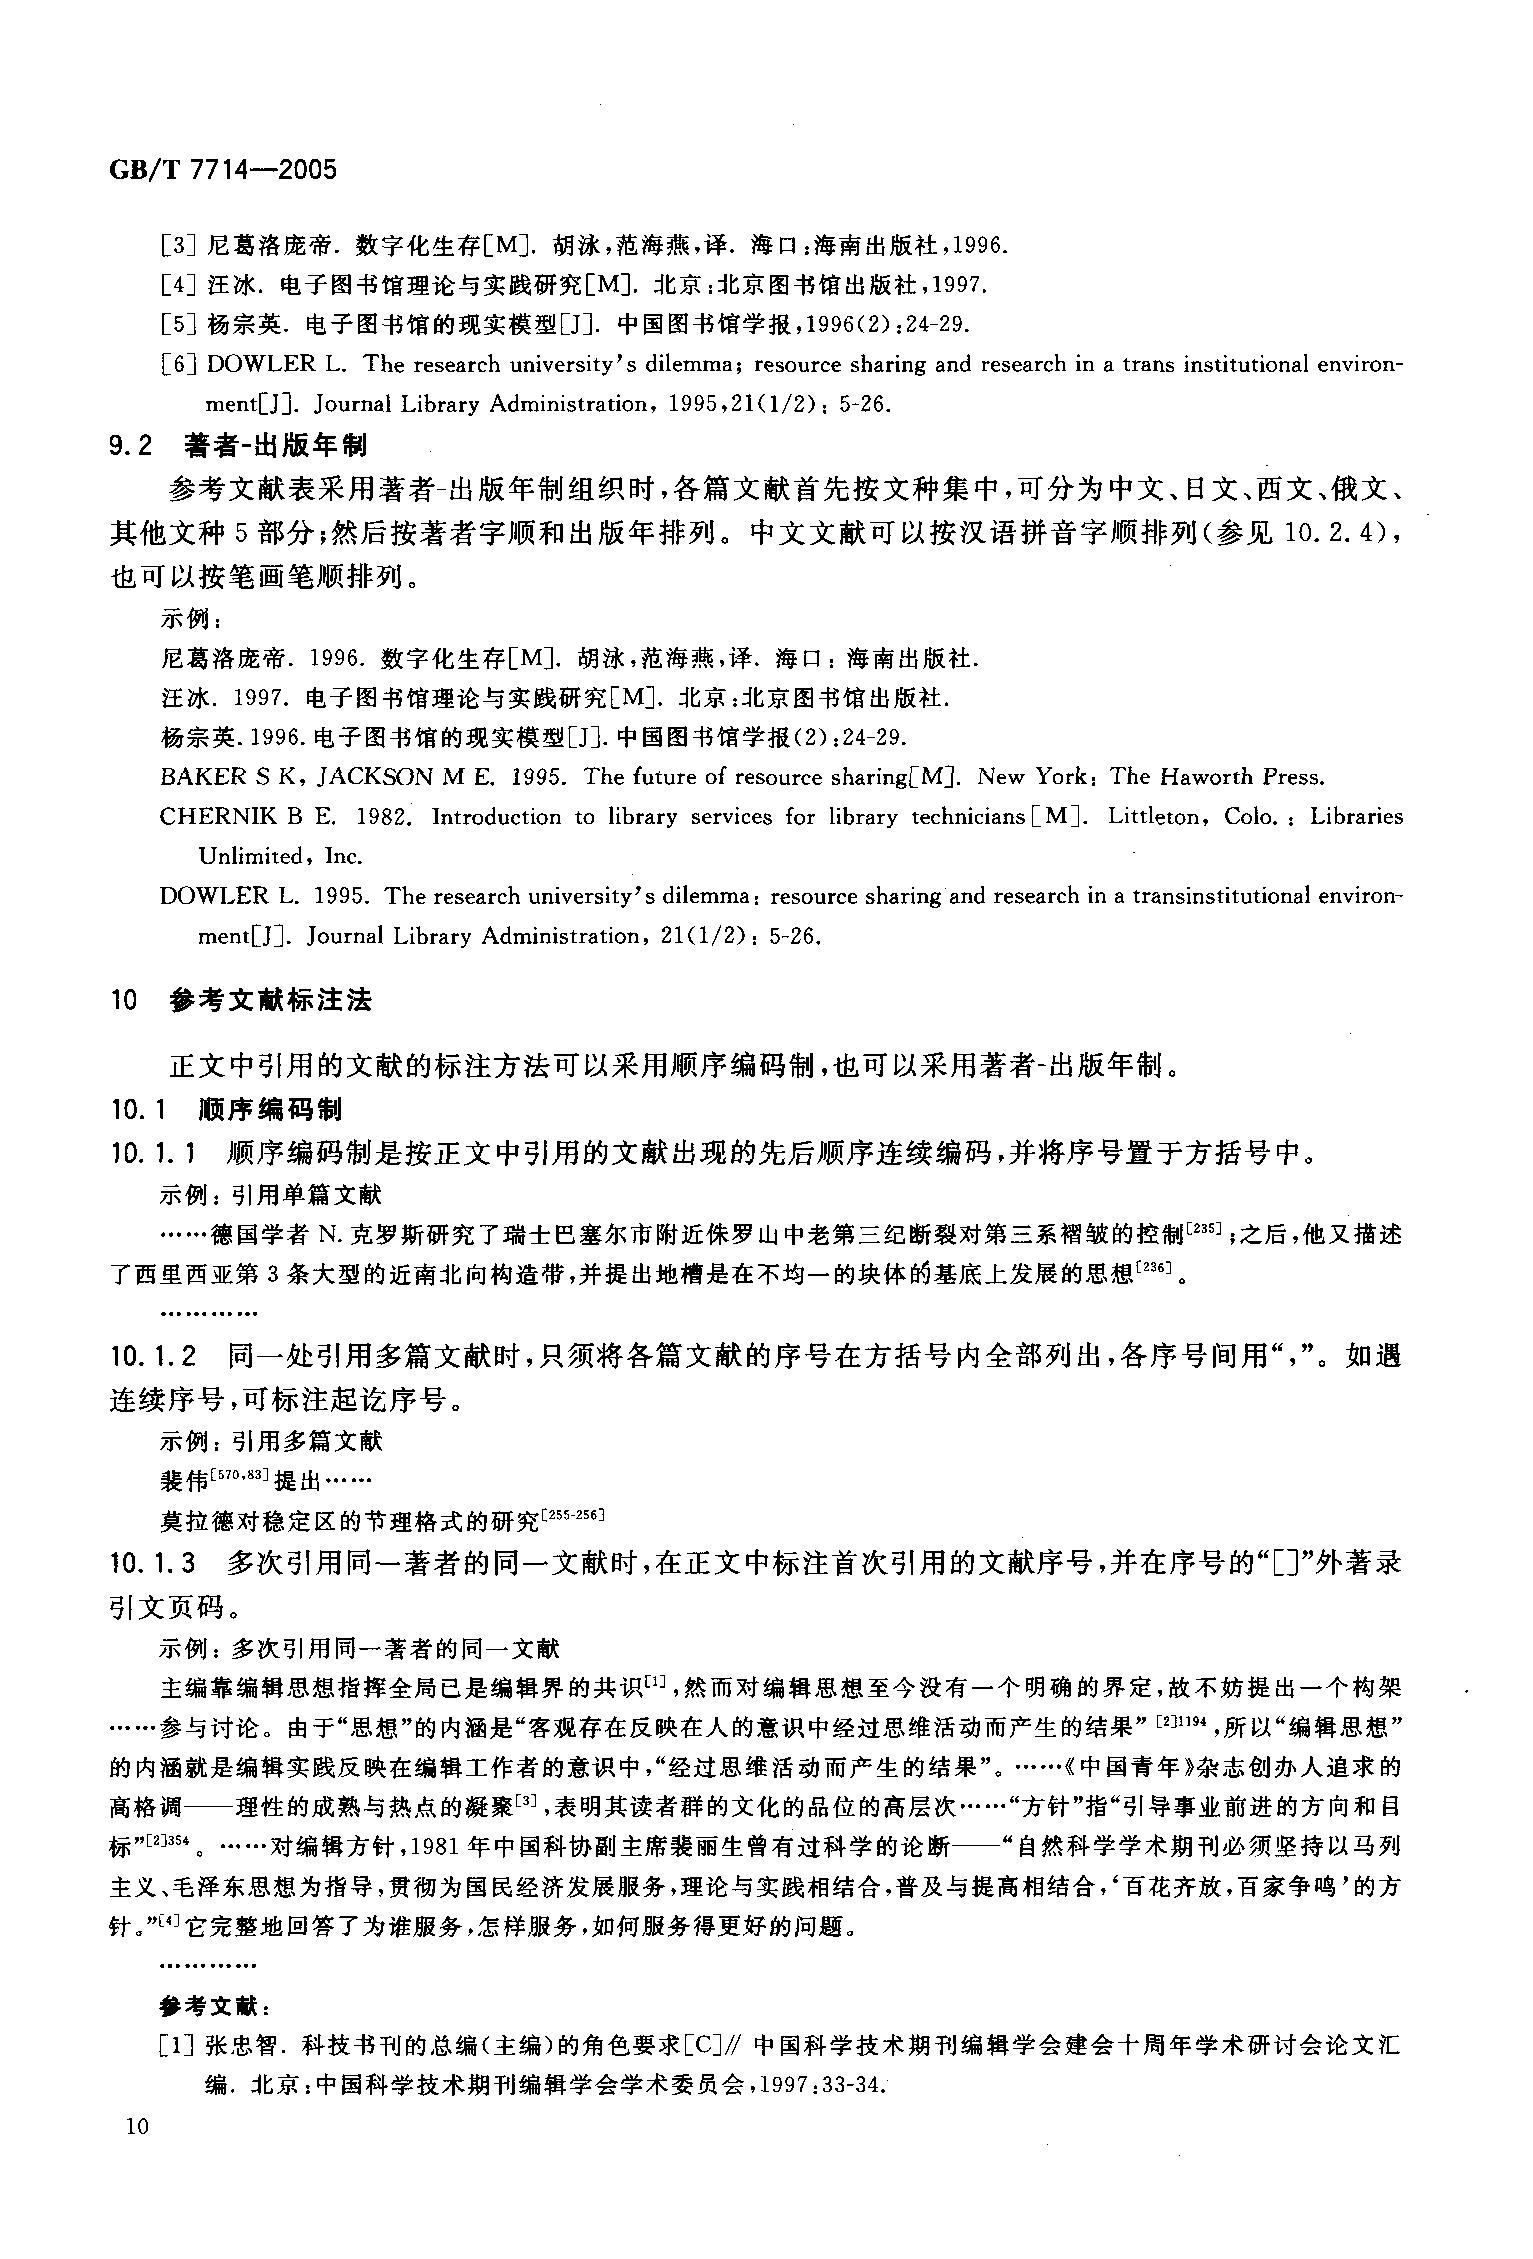 GB/T 7714—2005
[3] 尼葛洛庞帝. 数字化生存[M]. 胡泳,范海燕,译. 海口:海南出版社,1996.
[4] 汪冰. 电子图书馆理论与实践研究[M]. 北京:北京图书馆出版社,1997.
[5] 杨宗英. 电子图书馆的现实模型[J]. 中国图书馆学报,1996(2):24-29.
[6] DOWLER L. The research university's dilemma; resource sharing and research in a trans institutional environ-
ment[J]. Journal Library Administration, 1995,21(1/2): 5-26.
9.2 著者-出版年制
参考文献表采用著者-出版年制组织时,各篇文献首先按文种集中,可分为中文、日文、西文、俄文、
其他文种 5 部分;然后按著者字顺和出版年排列。中文文献可以按汉语拼音字顺排列(参见 10.2.4),
也可以按笔画笔顺排列。
示例:
尼葛洛庞帝. 1996. 数字化生存[M]. 胡泳,范海燕,译. 海口: 海南出版社.
汪冰. 1997. 电子图书馆理论与实践研究[M]. 北京:北京图书馆出版社.
杨宗英. 1996. 电子图书馆的现实模型[J]. 中国图书馆学报(2):24-29.
BAKER S K, JACKSON M E. 1995. The future of resource sharing[M]. New York: The Haworth Press.
CHERNIK B E. 1982. Introduction to library services for library technicians[M]. Littleton, Colo. : Libraries
Unlimited, Inc.
DOWLER L. 1995. The research university's dilemma: resource sharing and research in a transinstitutional environ-
ment[J]. Journal Library Administration, 21(1/2): 5-26.
10 参考文献标注法
正文中引用的文献的标注方法可以采用顺序编码制,也可以采用著者-出版年制。
10.1 顺序编码制
10.1.1 顺序编码制是按正文中引用的文献出现的先后顺序连续编码,并将序号置于方括号中。
示例: 引用单篇文献
……德国学者 N. 克罗斯研究了瑞士巴塞尔市附近侏罗山中老第三纪断裂对第三系褶皱的控制[235];之后,他又描述
了西里西亚第 3 条大型的近南北向构造带,并提出地槽是在不均一的块体的基底上发展的思想[236]。
…………
10.1.2 同一处引用多篇文献时,只须将各篇文献的序号在方括号内全部列出,各序号间用“,”。如遇
连续序号,可标注起讫序号。
示例: 引用多篇文献
裴伟[570,83]提出……
莫拉德对稳定区的节理格式的研究[255-256]
10.1.3 多次引用同一著者的同一文献时,在正文中标注首次引用的文献序号,并在序号的“[]”外著录
引文页码。
示例: 多次引用同一著者的同一文献
主编靠编辑思想指挥全局已是编辑界的共识[1],然而对编辑思想至今没有一个明确的界定,故不妨提出一个构架
……参与讨论。由于“思想”的内涵是“客观存在反映在人的意识中经过思维活动而产生的结果”[2]1194,所以“编辑思想”
的内涵就是编辑实践反映在编辑工作者的意识中,“经过思维活动而产生的结果”。……《中国青年》杂志创办人追求的
高格调——理性的成熟与热点的凝聚[3],表明其读者群的文化的品位的高层次……“方针”指“引导事业前进的方向和目
标”[2]354。……对编辑方针,1981 年中国科协副主席裴丽生曾有过科学的论断——“自然科学学术期刊必须坚持以马列
主义、毛泽东思想为指导,贯彻为国民经济发展服务,理论与实践相结合,普及与提高相结合,‘百花齐放,百家争鸣’的方
针。”[4]它完整地回答了为谁服务,怎样服务,如何服务得更好的问题。
…………
参考文献:
[1] 张忠智. 科技书刊的总编(主编)的角色要求[C]// 中国科学技术期刊编辑学会建会十周年学术研讨会论文汇
编. 北京:中国科学技术期刊编辑学会学术委员会,1997:33-34.
10